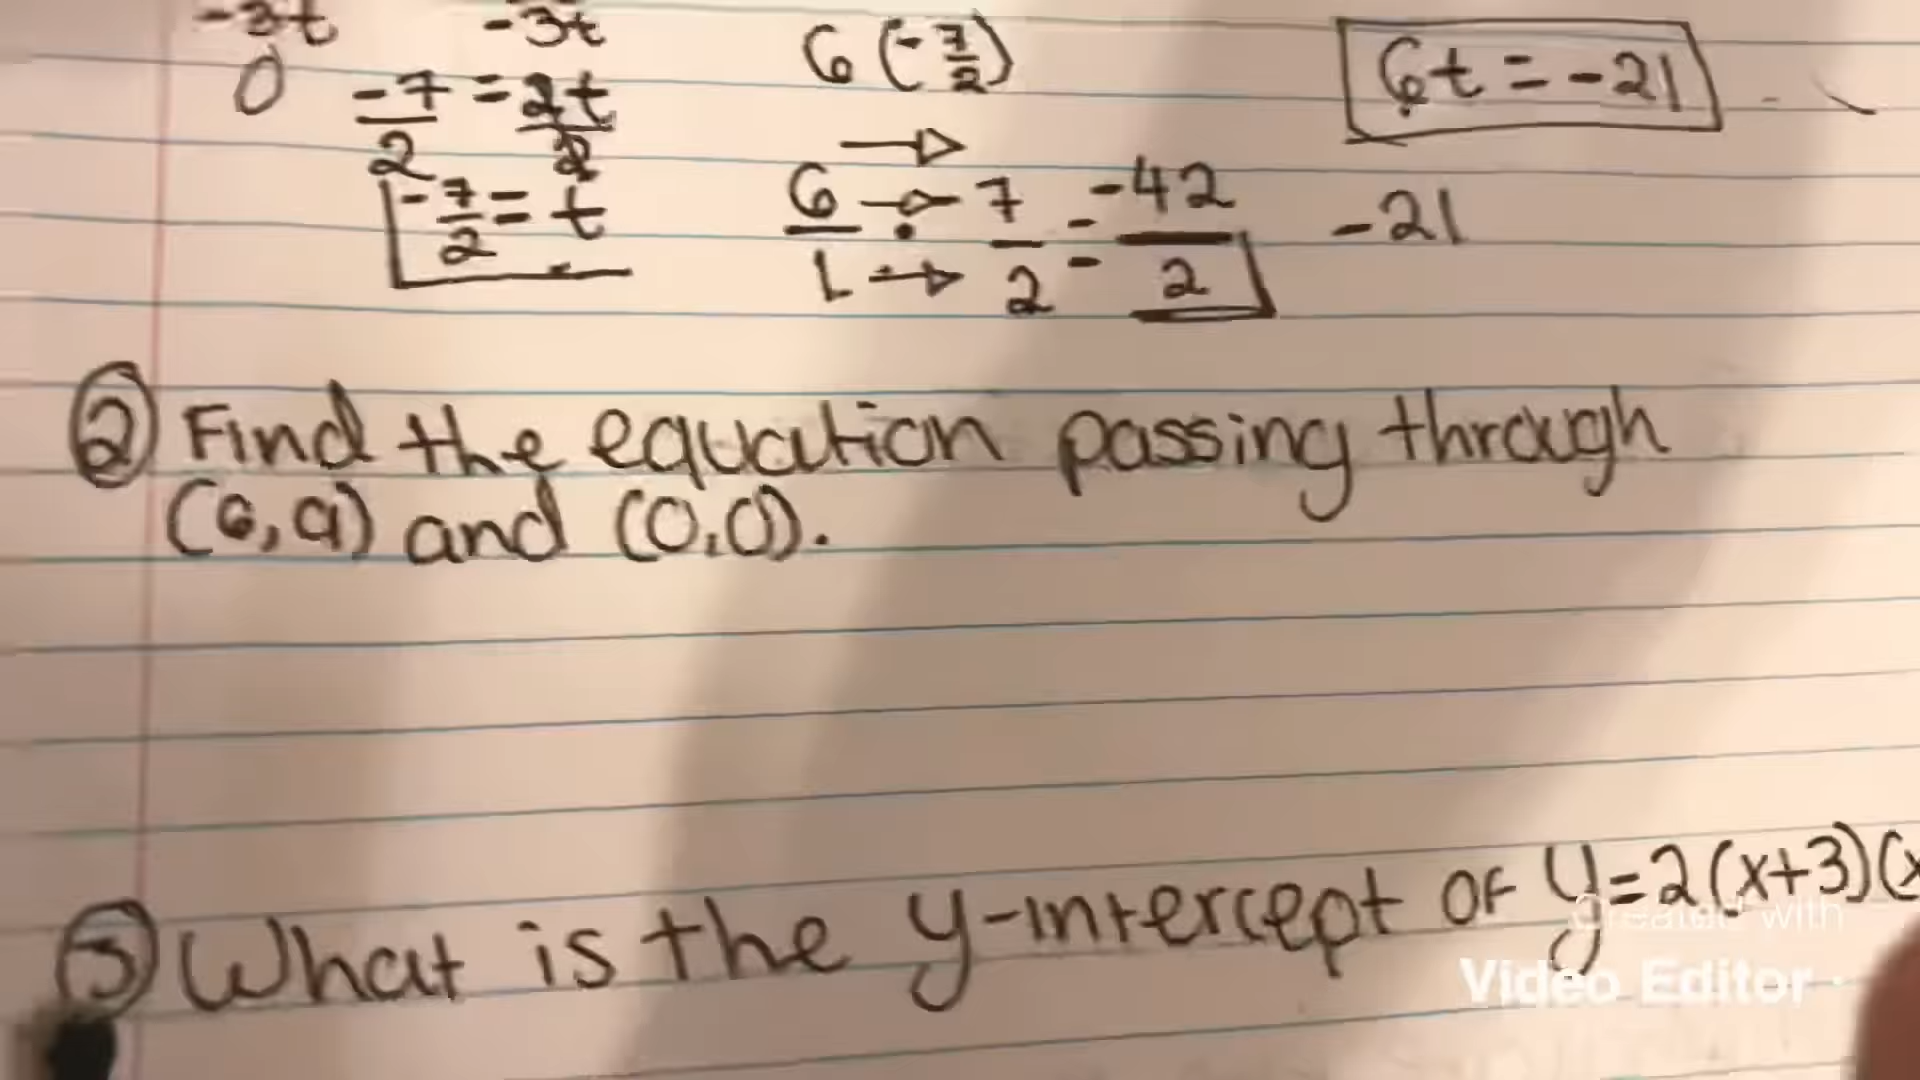 -3t -3t 6(-7/2) 6t = -21
0 -7/2 = 2t/2
-7/2 = t 6/1 · -7/2 = -42/2 -21
② Find the equation passing through
(6,9) and (0,0).
③ What is the y-intercept of y=2(x+3)(x
Created with
Video Editor